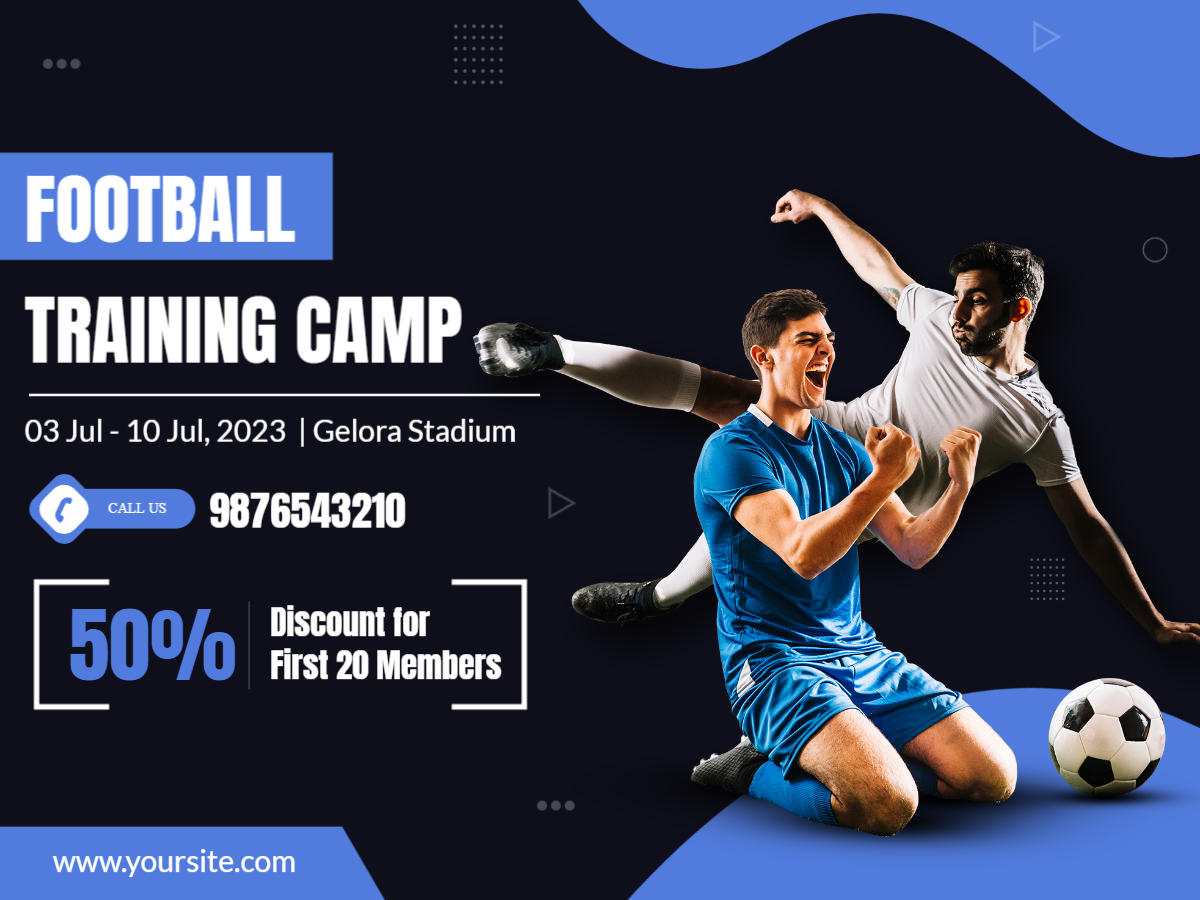 FOOTBALL
TRAINING CAMP
03 Jul - 10 Jul, 2023 | Gelora Stadium
CALL US 9876543210
50% Discount for
First 20 Members
www.yoursite.com